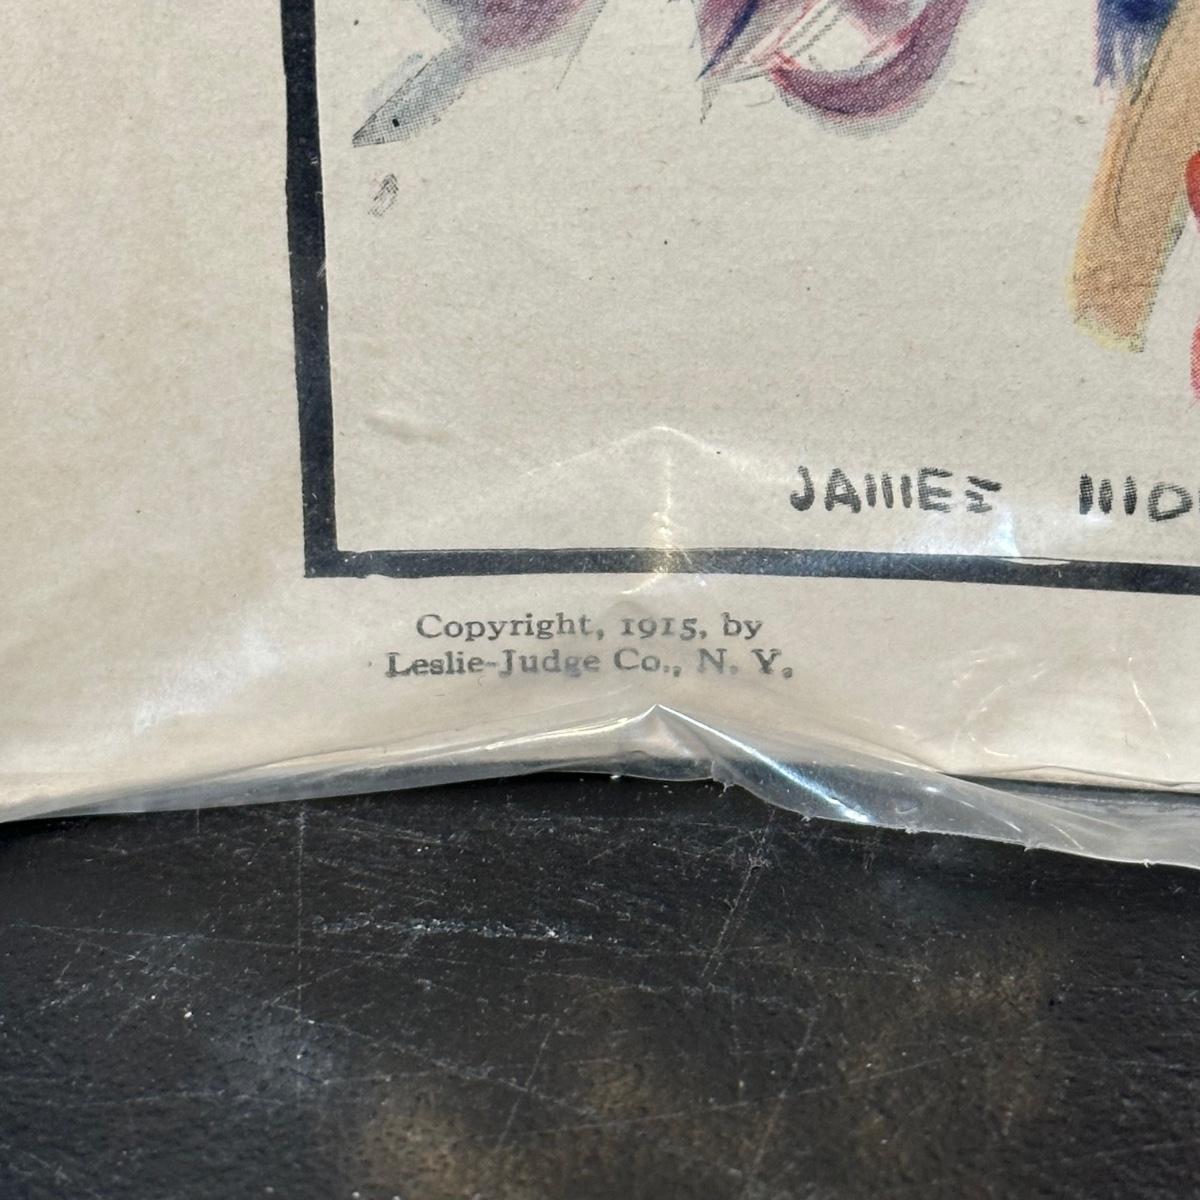 JAMES
Copyright, 1915, by
Leslie-Judge Co., N. Y.